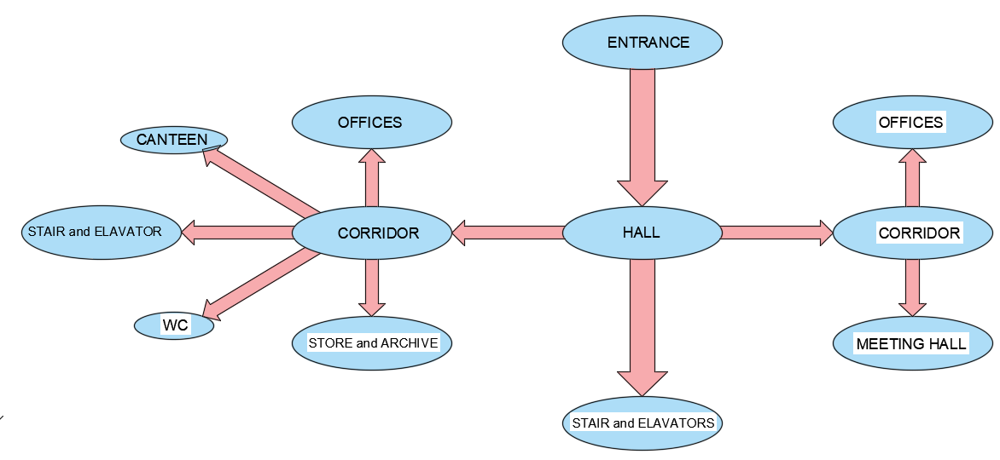 ENTRANCE
OFFICES
OFFICES
CANTEEN
STAIR and ELAVATOR
CORRIDOR
HALL
CORRIDOR
WC
STORE and ARCHIVE
MEETING HALL
STAIR and ELAVATORS